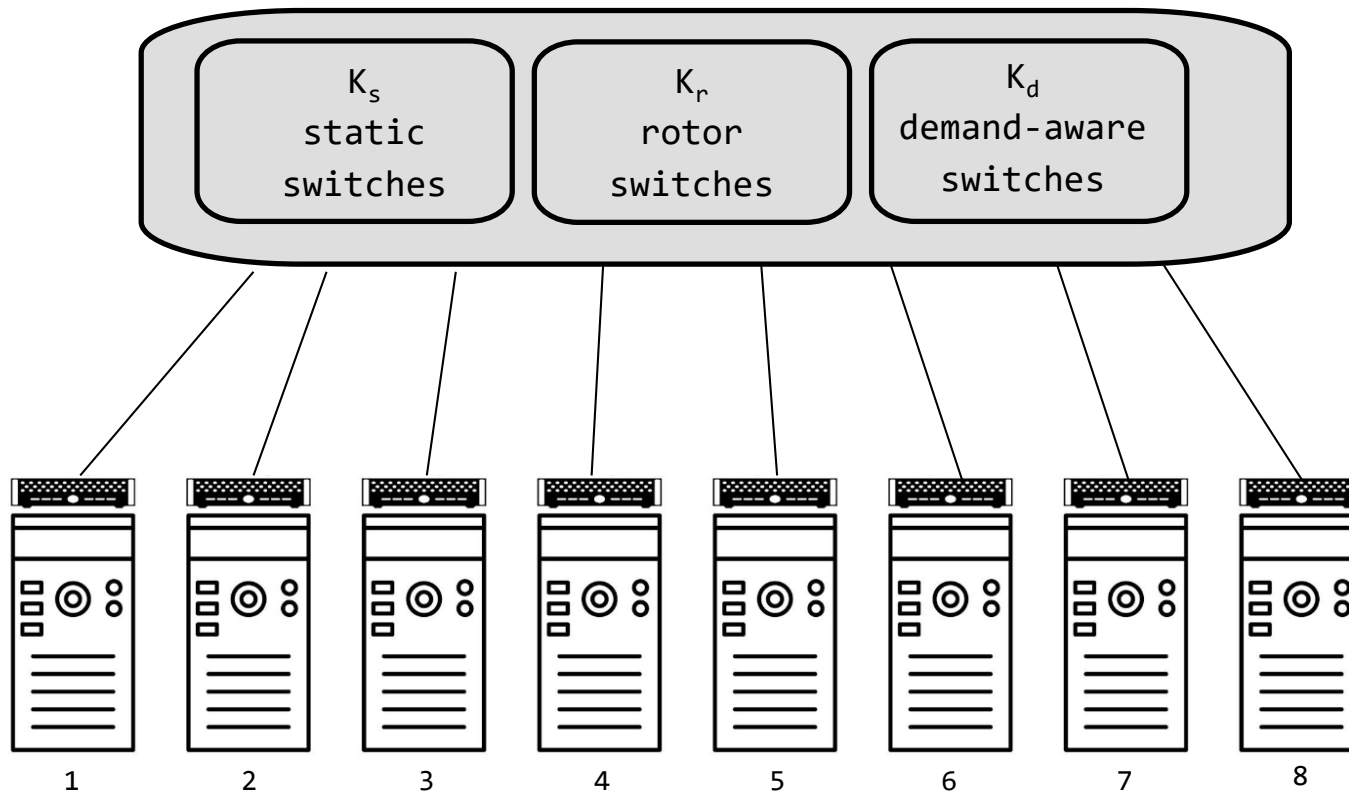 K_s
static
switches
K_r
rotor
switches
K_d
demand-aware
switches
1 2 3 4 5 6 7 8